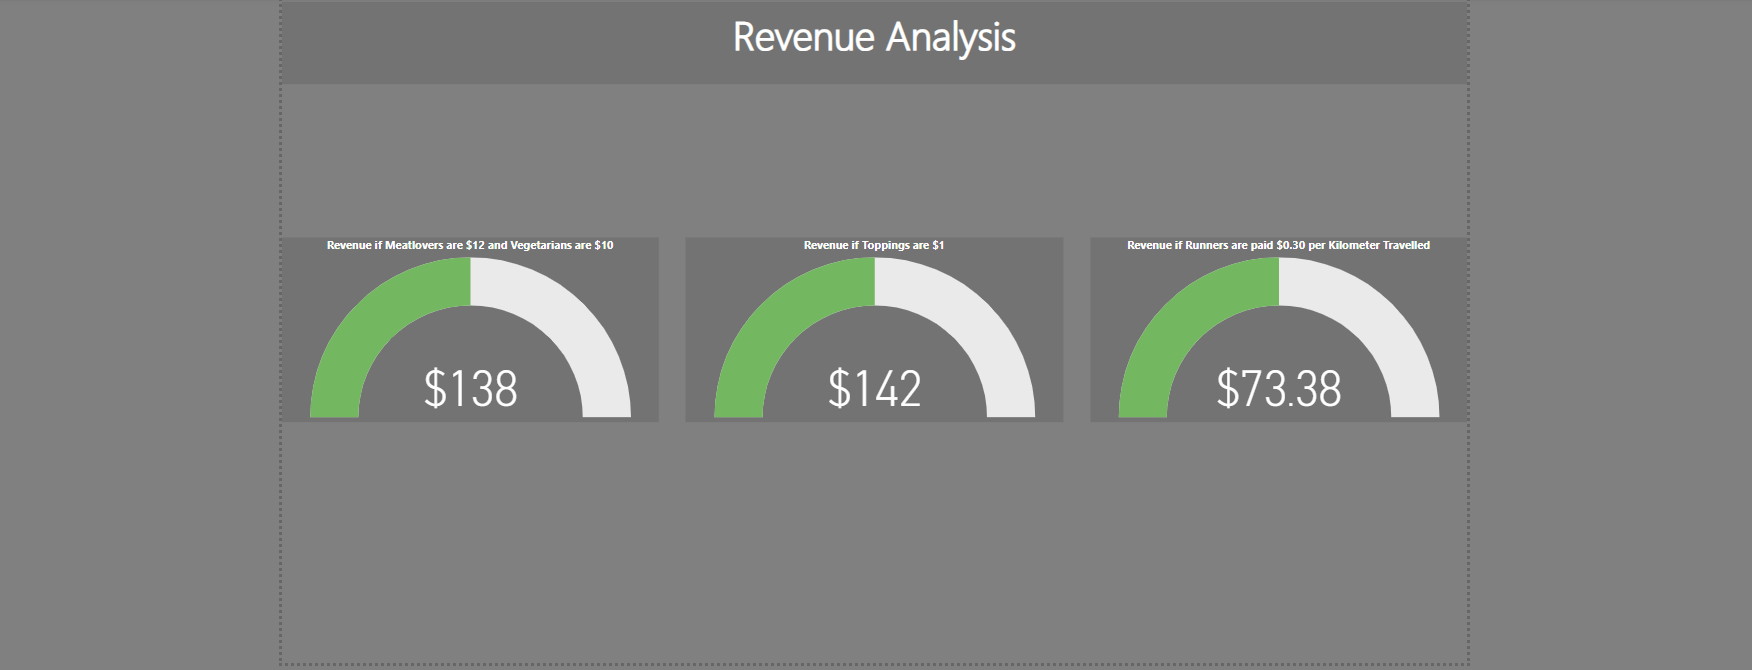 Revenue Analysis
Revenue if Meatlovers are $12 and Vegetarians are $10
$138
Revenue if Toppings are $1
$142
Revenue if Runners are paid $0.30 per Kilometer Travelled
$73.38